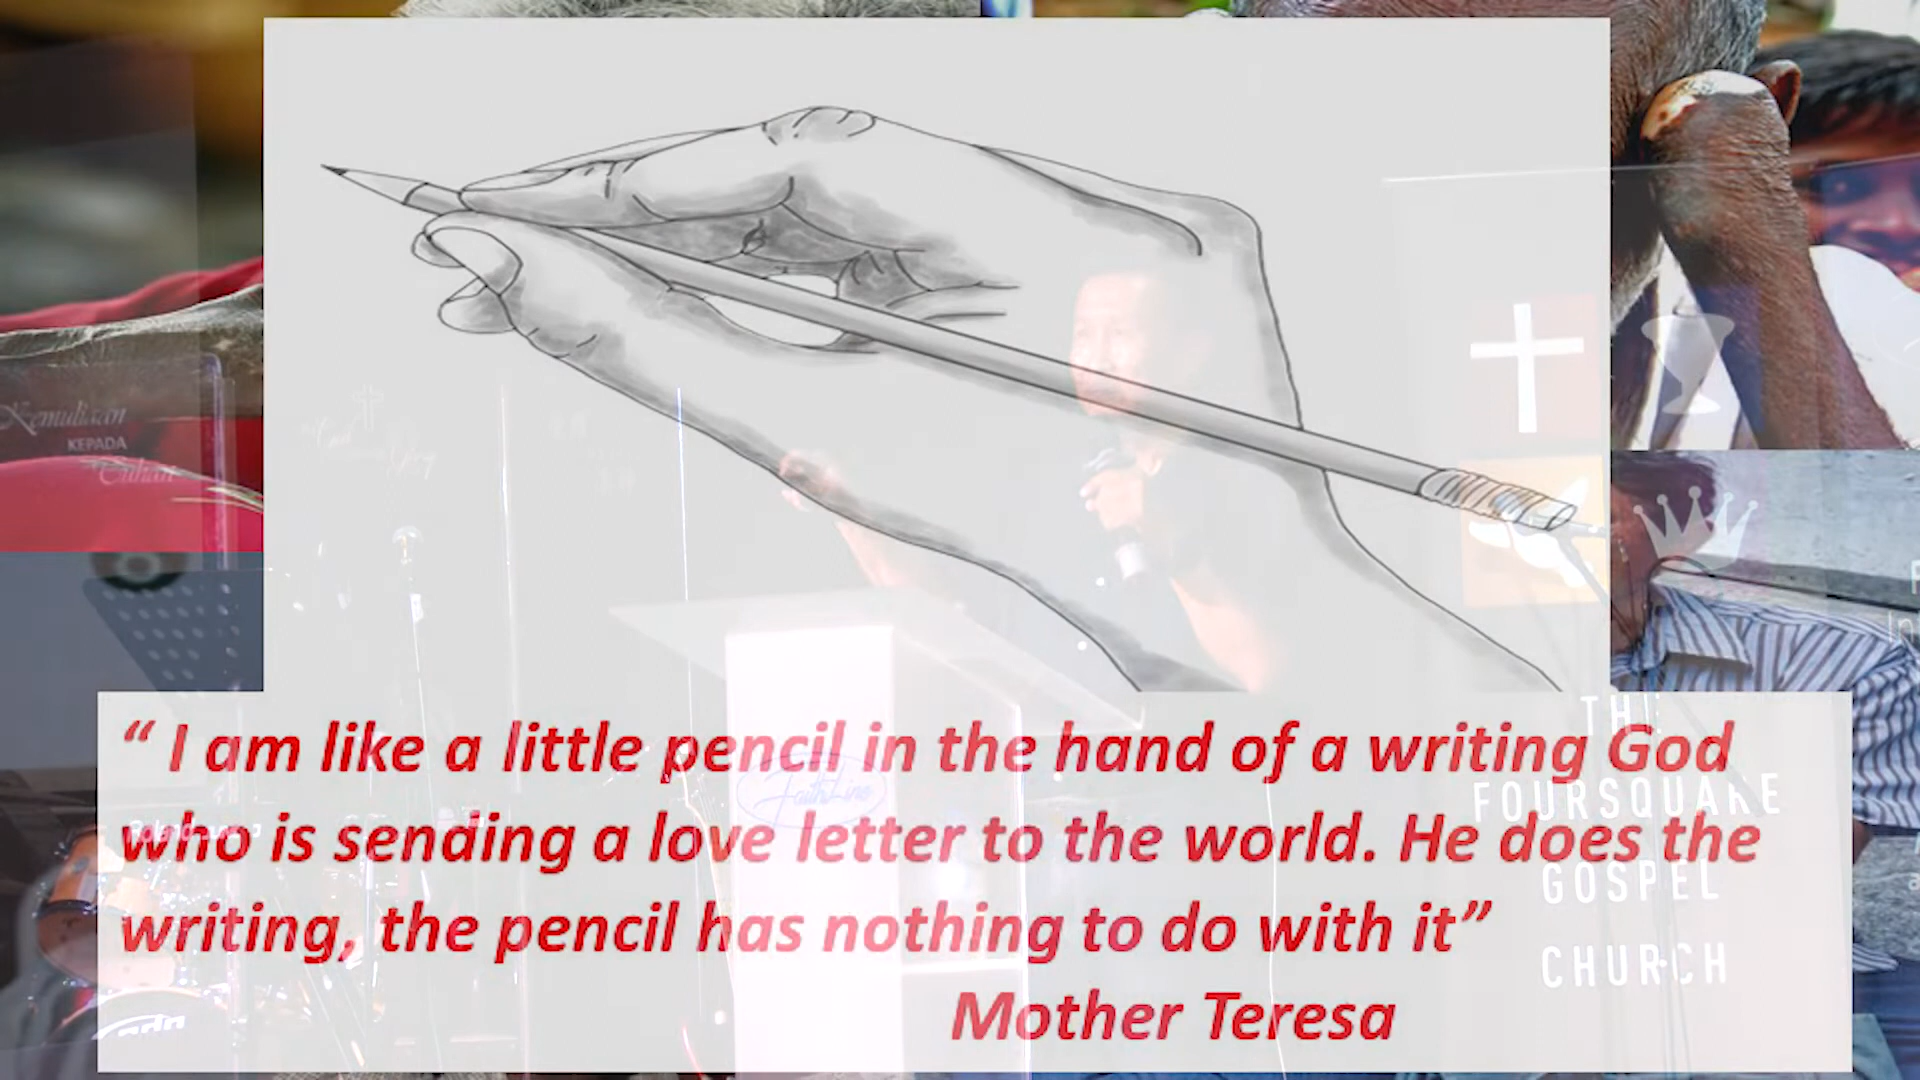 Kemuliaan
KEPADA
Tuhan
“ I am like a little pencil in the hand of a writing God
who is sending a love letter to the world. He does the
writing, the pencil has nothing to do with it”
Mother Teresa
FaithLine
THE
FOURSQUARE
GOSPEL
CHURCH